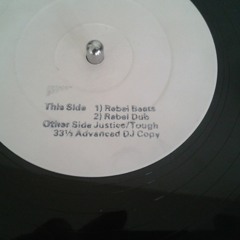 This Side 1) Rebel Beats
2) Rebel Dub
Other Side Justice/Tough
33⅓ Advanced DJ Copy